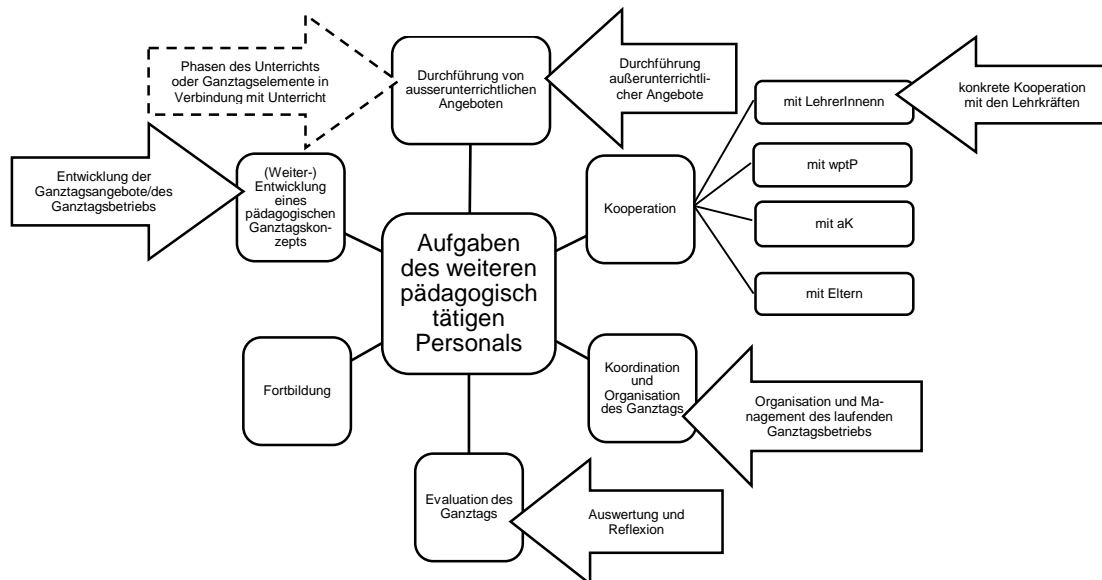 Phasen des Unterrichts
oder Ganztagselemente in
Verbindung mit Unterricht
Durchführung von
ausserunterrichtlichen
Angeboten
Durchführung
außerunterrichtli-
cher Angebote
mit LehrerInnenn
konkrete Kooperation
mit den Lehrkräften
Entwicklung der
Ganztagsangebote/des
Ganztagsbetriebs
(Weiter-)
Entwicklung
eines
pädagogischen
Ganztagskon-
zepts
Kooperation
mit wptP
mit aK
mit Eltern
Aufgaben
des weiteren
pädagogisch
tätigen
Personals
Fortbildung
Koordination
und
Organisation
des Ganztags
Organisation und Ma-
nagement des laufenden
Ganztagsbetriebs
Evaluation des
Ganztags
Auswertung und
Reflexion